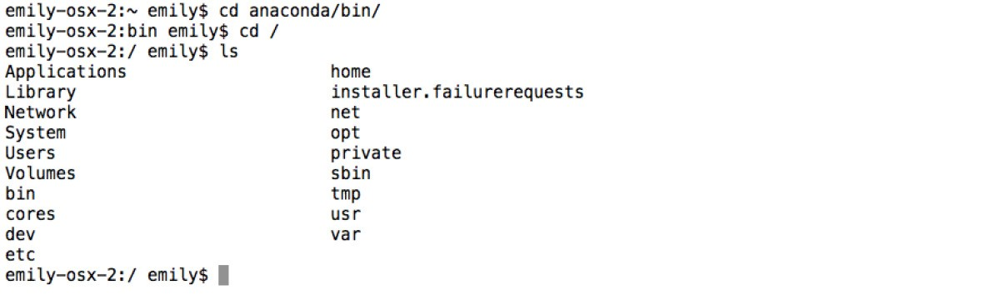 emily-osx-2:~ emily$ cd anaconda/bin/
emily-osx-2:bin emily$ cd /
emily-osx-2:/ emily$ ls
Applications home
Library installer.failurerequests
Network net
System opt
Users private
Volumes sbin
bin tmp
cores usr
dev var
etc
emily-osx-2:/ emily$